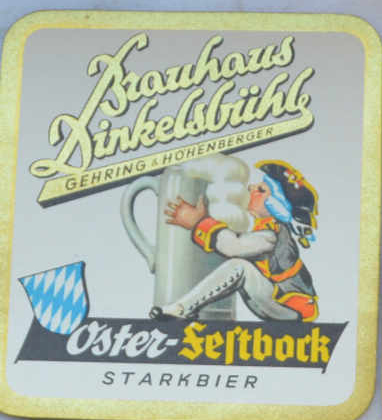 Brauhaus
Dinkelsbühl
GEHRING & HÖHENBERGER
Oster-Feſtbock
STARKBIER